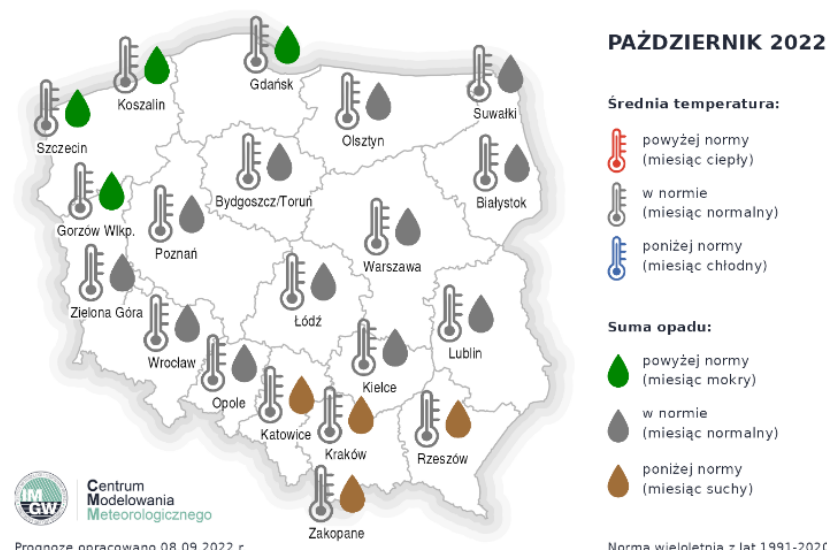 PAŹDZIERNIK 2022
Gdańsk
Koszalin
Suwałki
Olsztyn
Szczecin
Bydgoszcz/Toruń
Białystok
Gorzów Wlkp.
Poznań
Warszawa
Zielona Góra
Łódź
Wrocław
Lublin
Kielce
Opole
Katowice
Kraków
Rzeszów
Zakopane
Średnia temperatura:
powyżej normy
(miesiąc ciepły)
w normie
(miesiąc normalny)
poniżej normy
(miesiąc chłodny)
Suma opadu:
powyżej normy
(miesiąc mokry)
w normie
(miesiąc normalny)
poniżej normy
(miesiąc suchy)
IM
GW
Centrum
Modelowania
Meteorologicznego
Prognozę opracowano 08.09.2022 r.
Norma wieloletnia z lat 1991-2020